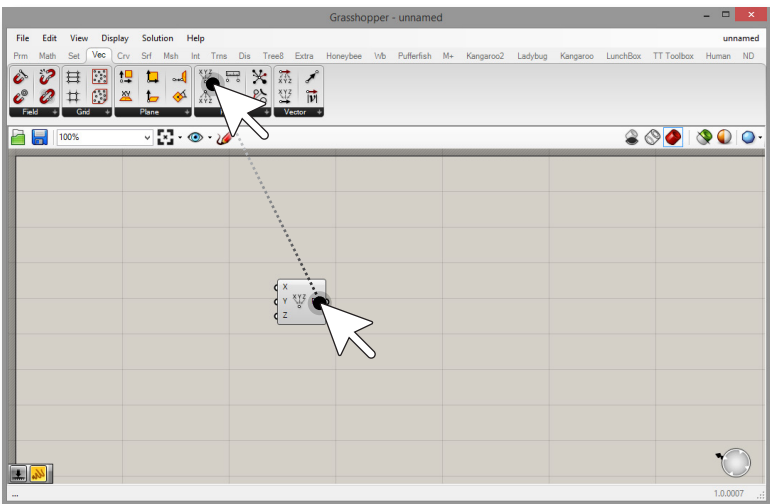 Grasshopper - unnamed
File Edit View Display Solution Help unnamed
Prm Math Set Vec Crv Srf Msh Int Trns Dis Tree8 Extra Honeybee Wb Pufferfish M+ Kangaroo2 Ladybug Kangaroo LunchBox TT Toolbox Human ND
Field Grid Plane Vector
100%
X
Y XYZ
Z
...
1.0.0007